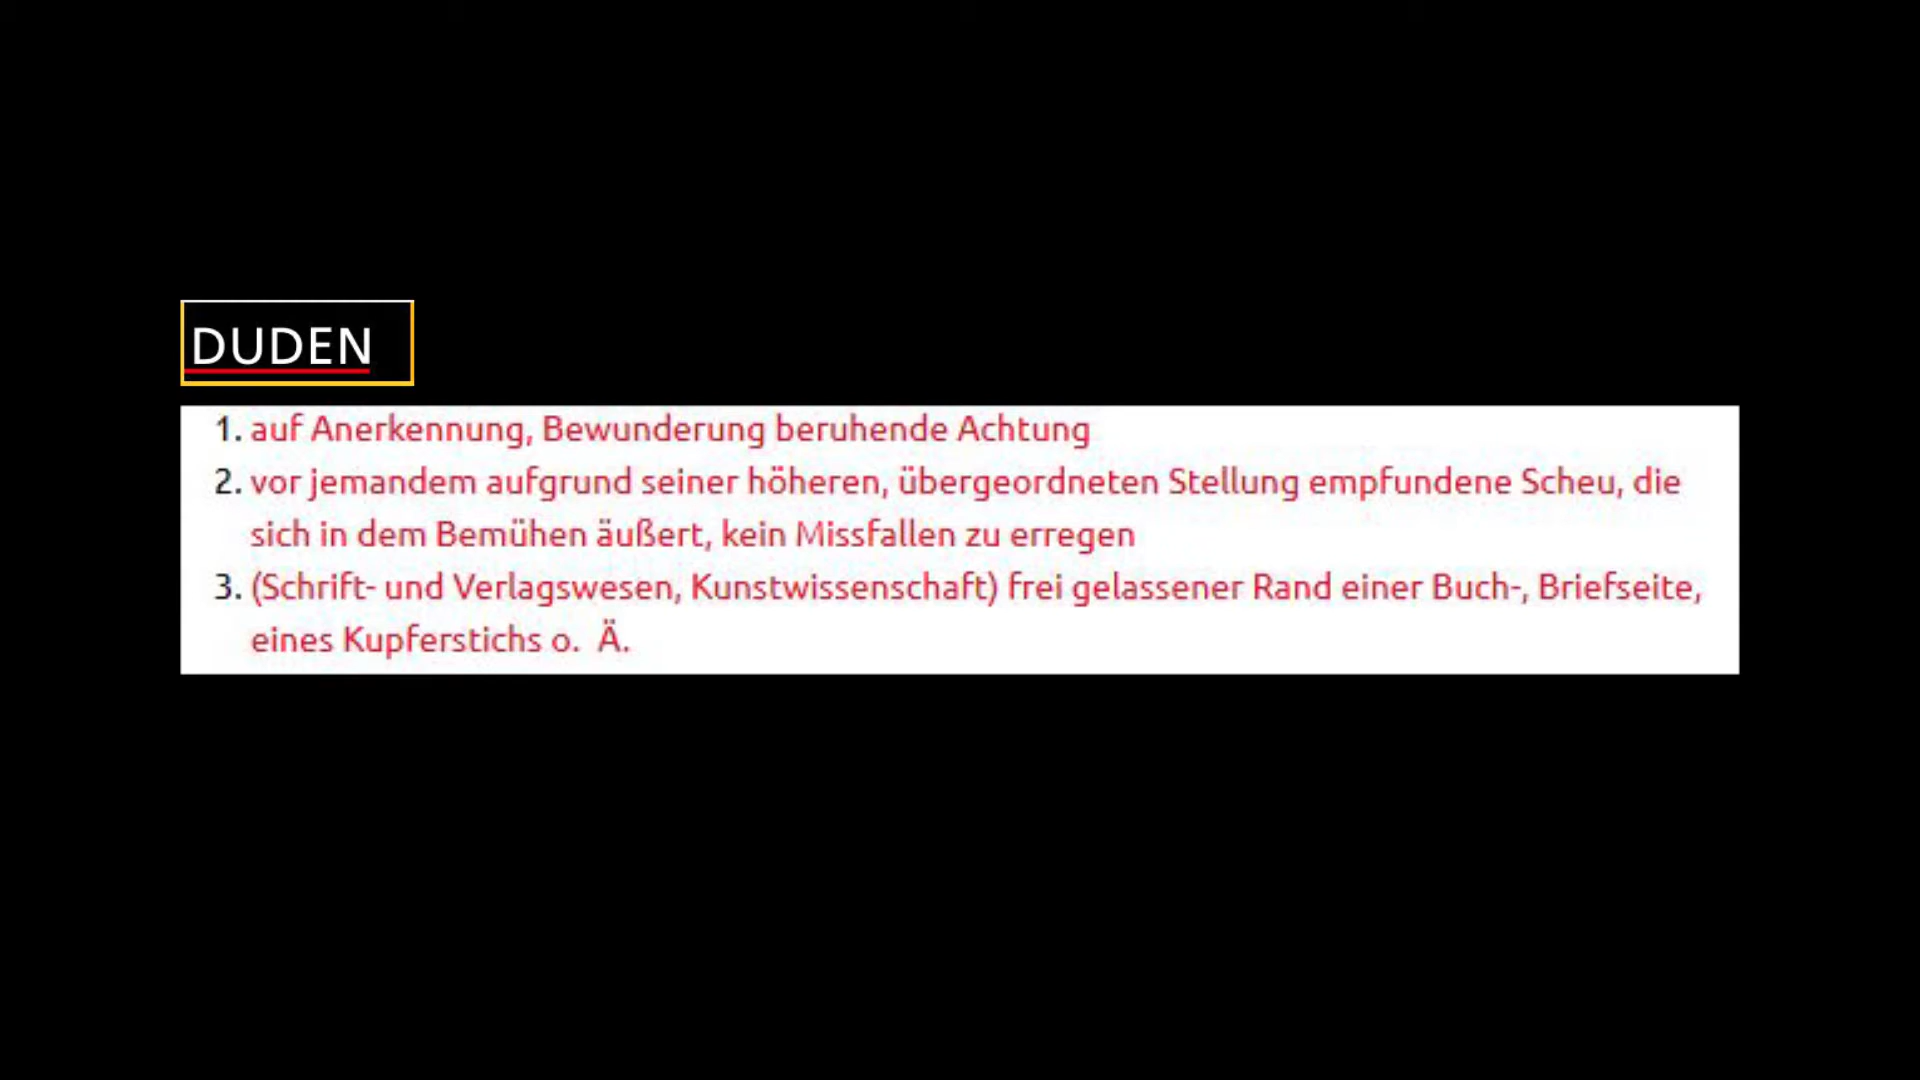 DUDEN
1. auf Anerkennung, Bewunderung beruhende Achtung
2. vor jemandem aufgrund seiner höheren, übergeordneten Stellung empfundene Scheu, die
sich in dem Bemühen äußert, kein Missfallen zu erregen
3. (Schrift- und Verlagswesen, Kunstwissenschaft) frei gelassener Rand einer Buch-, Briefseite,
eines Kupferstichs o. Ä.